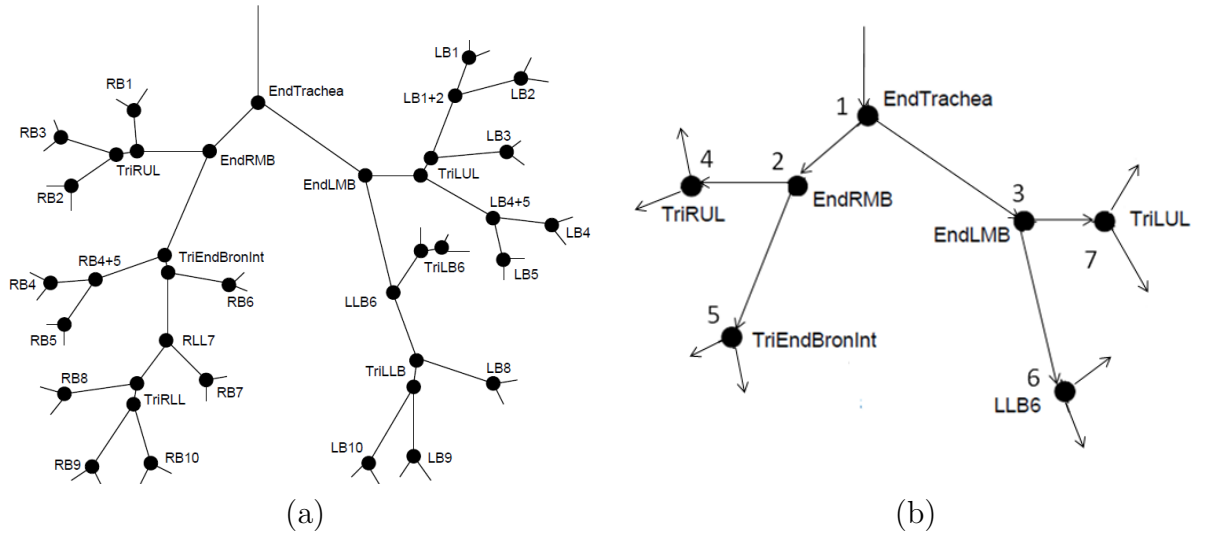 EndTrachea
RB1
RB3
TriRUL
RB2
EndRMB
LB1
LB1+2
LB2
LB3
TriLUL
EndLMB
LB4+5
LB4
LB5
TriLB6
LLB6
TriEndBronInt
RB4+5
RB4
RB5
RB6
RLL7
RB8
RB7
TriRLL
RB9
RB10
TriLLB
LB8
LB10
LB9
(a)
1 EndTrachea
2
EndRMB
4
TriRUL
3
EndLMB
TriLUL
7
5
TriEndBronInt
6
LLB6
(b)